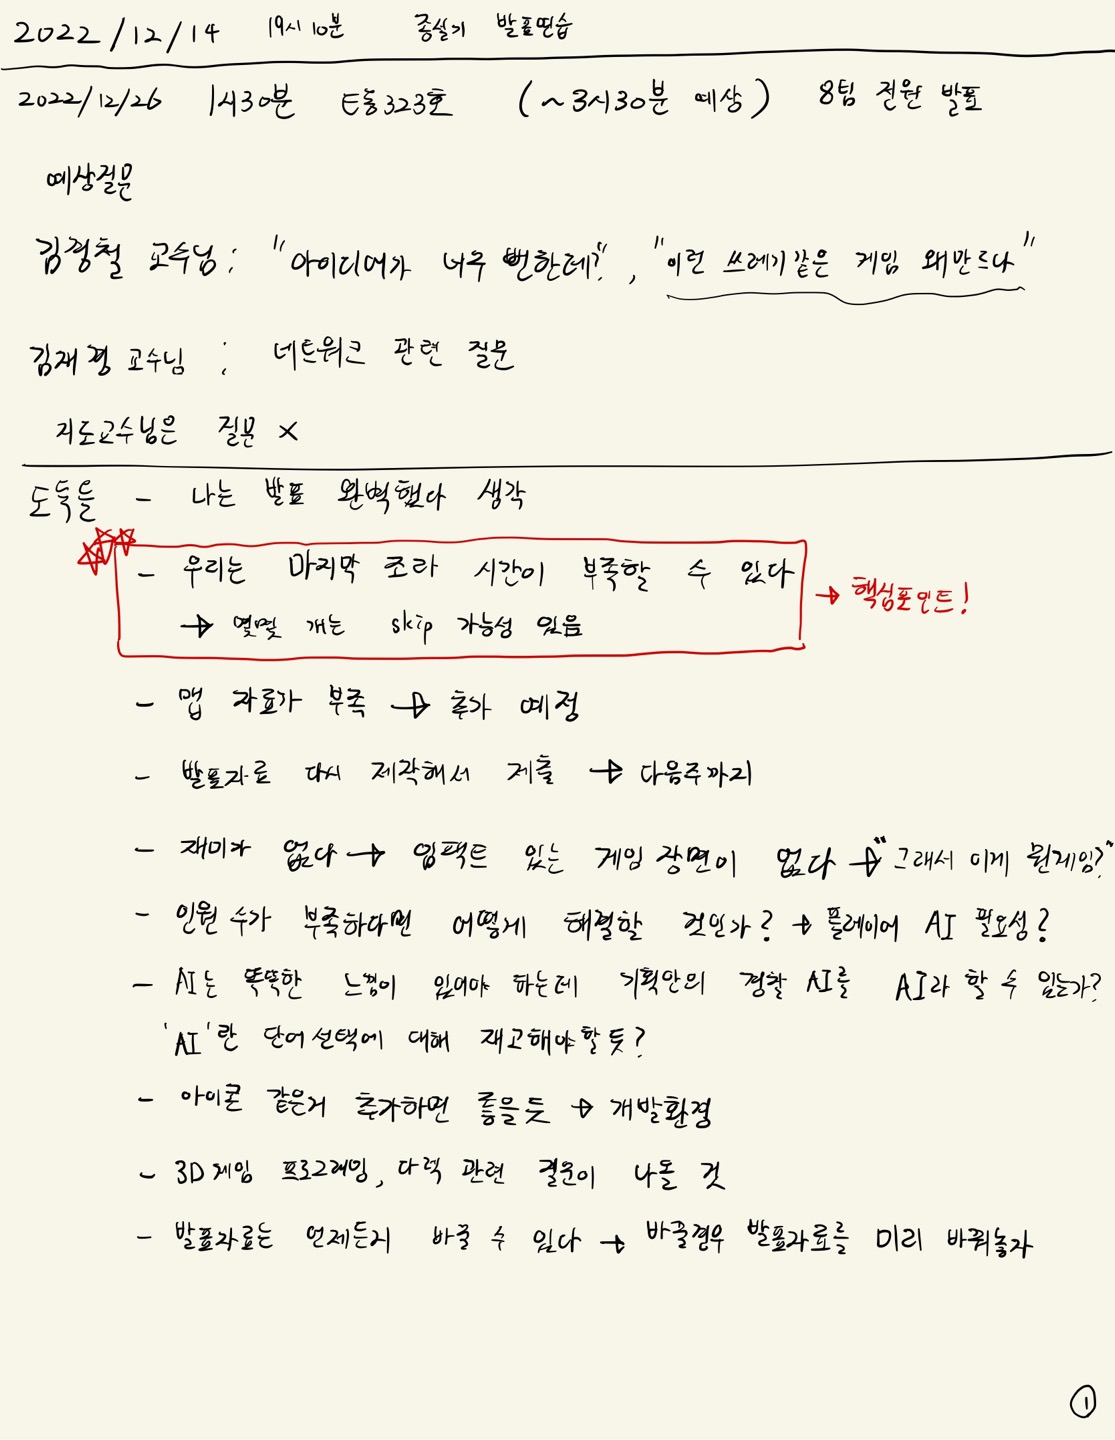 2022/12/14 19시 10분 종설기 발표연습
2022/12/26 1시30분 E동323호 (~3시30분 예상) 8팀 전원 발표
예상질문
김경철 교수님 : "아이디어가 너무 뻔한데?", "이런 쓰레기같은 게임 왜만드냐"
김재경 교수님 : 네트워크 관련 질문
지도교수님은 질문 X
도둑들 - 나는 발표 완벽했다 생각
- 우리는 마지막 조라 시간이 부족할 수 있다
→ 몇몇 개는 skip 가능성 있음
→ 핵심포인트!
- 맵 자료가 부족 → 추가 예정
- 발표자료 다시 제작해서 제출 → 다음주까지
- 재미가 없다 → 임팩트 있는 게임 장면이 없다 → "그래서 이게 뭔게임?"
- 인원 수가 부족하다면 어떻게 해결할 것인가? → 플레이어 AI 필요성?
- AI는 똑똑한 느낌이 있어야 하는데 기획안의 경찰 AI를 AI라 할 수 있는가?
'AI'란 단어선택에 대해 재고해야할듯?
- 아이콘 같은거 추가하면 좋을듯 → 개발환경
- 3D게임 프로그래밍, 다렉 관련 질문이 나올 것
- 발표자료는 언제든지 바꿀 수 있다 → 바꿀경우 발표자료를 미리 바꿔놓자
1